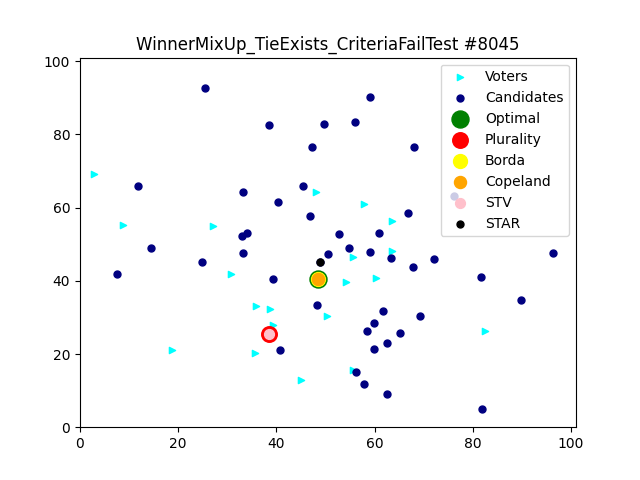 WinnerMixUp_TieExists_CriteriaFailTest #8045
100
80
60
40
20
0
0
20
40
60
80
100
Voters
Candidates
Optimal
Plurality
Borda
Copeland
STV
STAR